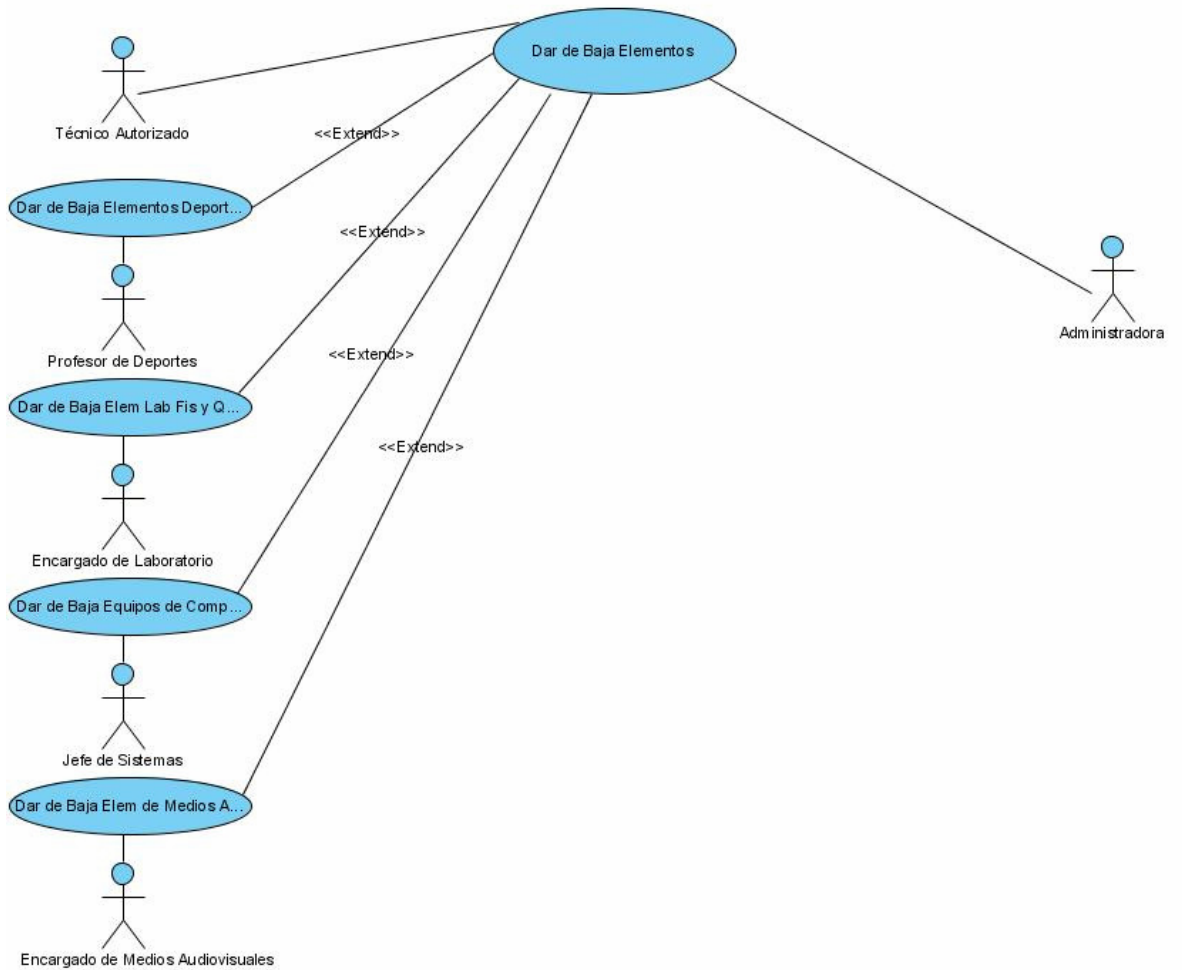 Dar de Baja Elementos
Técnico Autorizado
<<Extend>>
Dar de Baja Elementos Deport...
<<Extend>>
Administradora
Profesor de Deportes
<<Extend>>
Dar de Baja Elem Lab Fis y Q...
<<Extend>>
Encargado de Laboratorio
Dar de Baja Equipos de Comp...
Jefe de Sistemas
Dar de Baja Elem de Medios A...
Encargado de Medios Audiovisuales